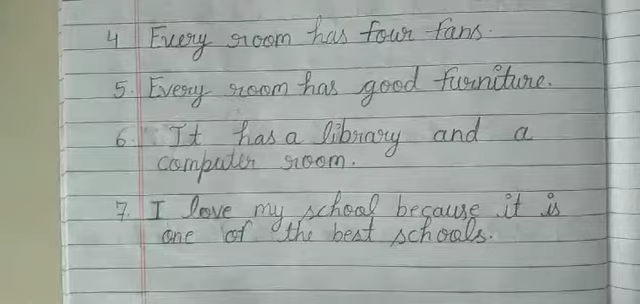 4 Every room has four fans.
5. Every room has good furniture.
6. It has a library and a
computer room.
7. I love my school because it is
one of the best schools.